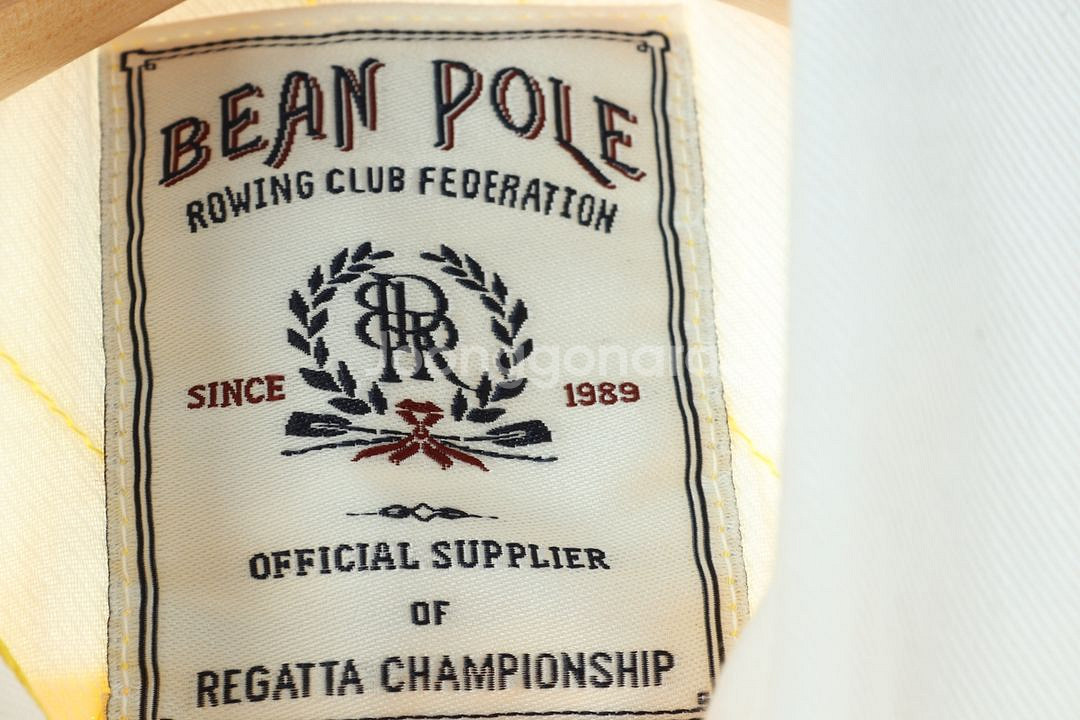 BEAN POLE
ROWING CLUB FEDERATION
SINCE 1989
OFFICIAL SUPPLIER
OF
REGATTA CHAMPIONSHIP